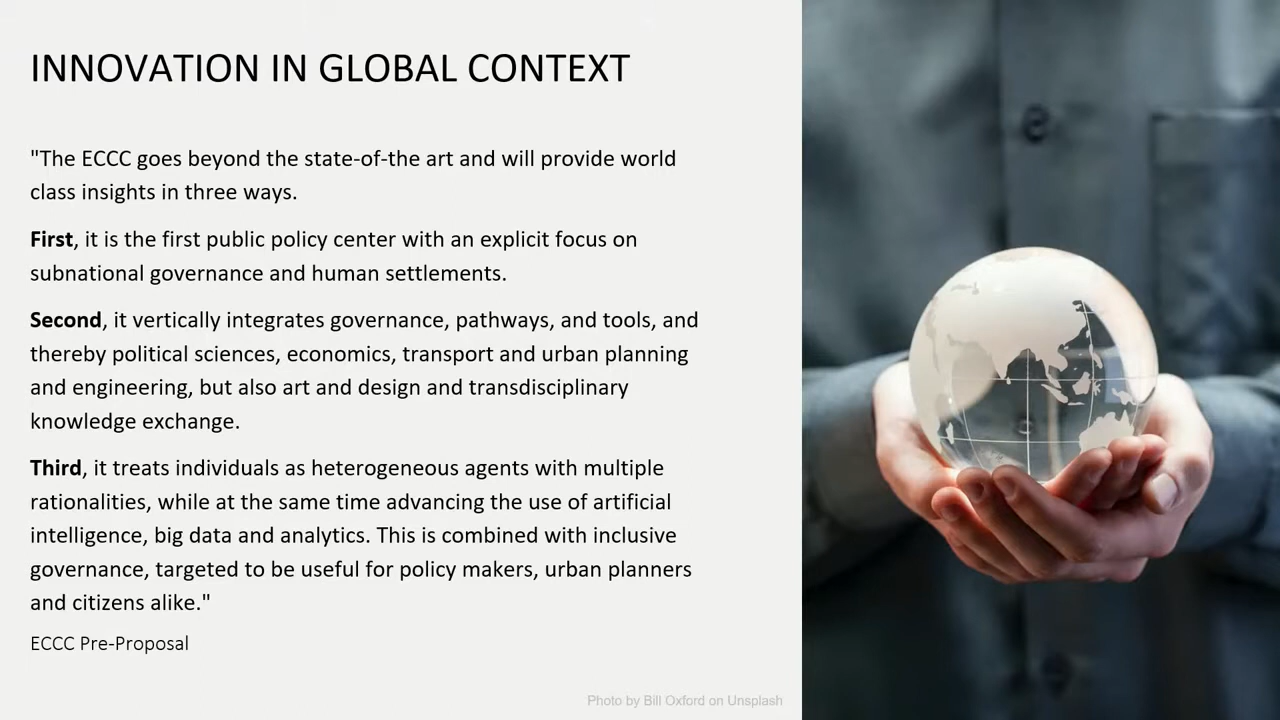 INNOVATION IN GLOBAL CONTEXT
"The ECCC goes beyond the state-of-the art and will provide world
class insights in three ways.
First, it is the first public policy center with an explicit focus on
subnational governance and human settlements.
Second, it vertically integrates governance, pathways, and tools, and
thereby political sciences, economics, transport and urban planning
and engineering, but also art and design and transdisciplinary
knowledge exchange.
Third, it treats individuals as heterogeneous agents with multiple
rationalities, while at the same time advancing the use of artificial
intelligence, big data and analytics. This is combined with inclusive
governance, targeted to be useful for policy makers, urban planners
and citizens alike."
ECCC Pre-Proposal
Photo by Bill Oxford on Unsplash